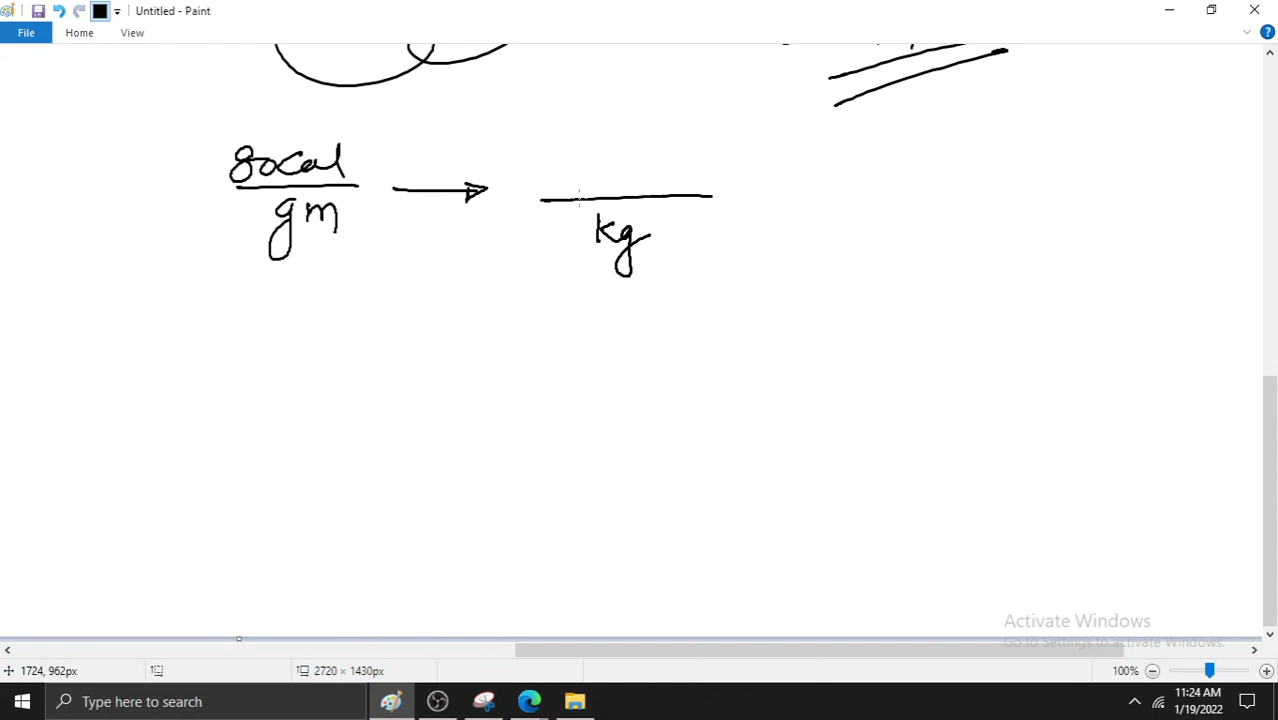 Untitled - Paint
File Home View
80cal
gm
kg
Activate Windows
Go to Settings to activate Windows.
1724, 962px 2720 × 1430px 100%
Type here to search
11:24 AM
1/19/2022